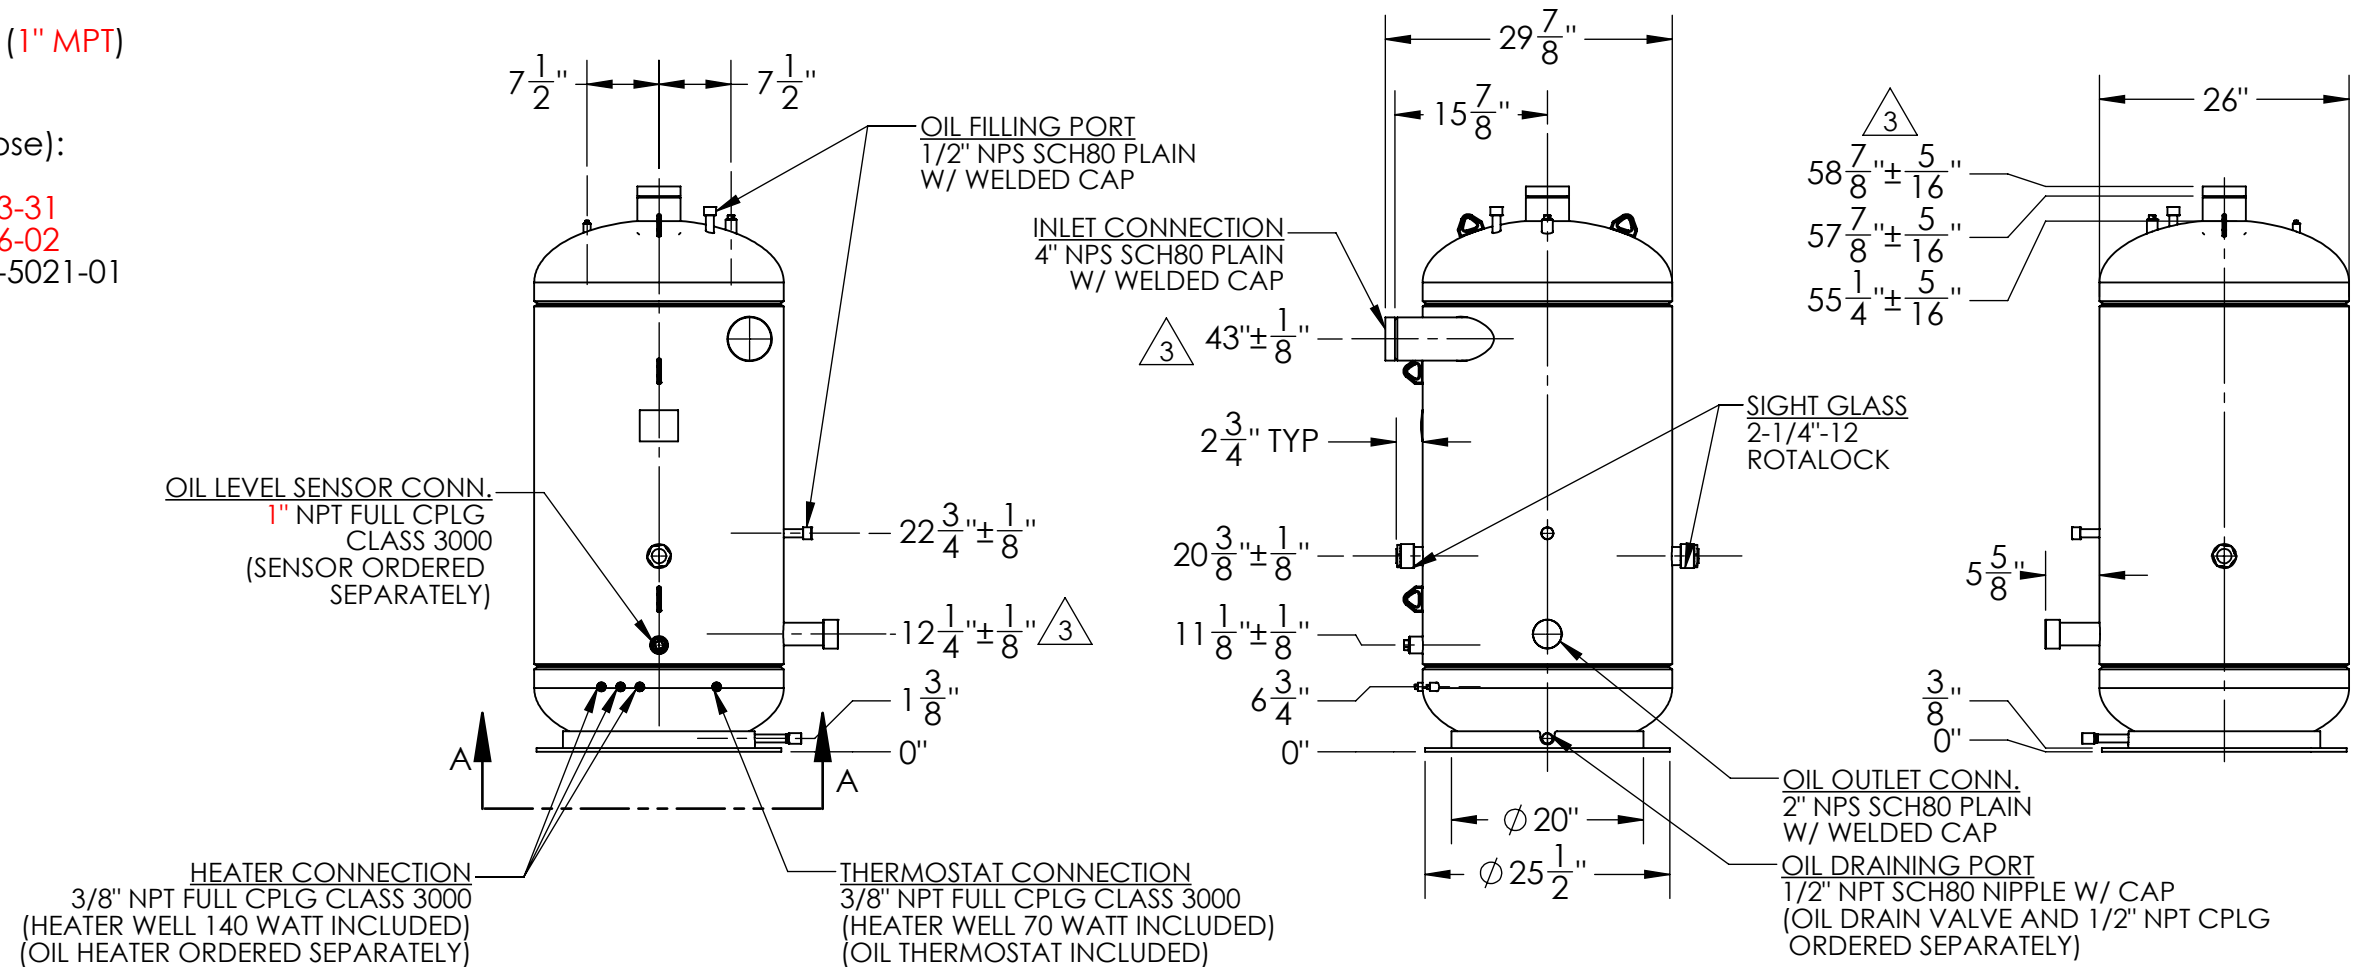 (1" MPT)
ose):
3-31
6-02
-5021-01
7 1/2"
7 1/2"
OIL FILLING PORT
1/2" NPS SCH80 PLAIN
W/ WELDED CAP
OIL LEVEL SENSOR CONN.
1" NPT FULL CPLG
CLASS 3000
(SENSOR ORDERED
SEPARATELY)
22 3/4"±1/8"
12 1/4"±1/8" 3
1 3/8"
0"
A
A
HEATER CONNECTION
3/8" NPT FULL CPLG CLASS 3000
(HEATER WELL 140 WATT INCLUDED)
(OIL HEATER ORDERED SEPARATELY)
THERMOSTAT CONNECTION
3/8" NPT FULL CPLG CLASS 3000
(HEATER WELL 70 WATT INCLUDED)
(OIL THERMOSTAT INCLUDED)
29 7/8"
15 7/8"
INLET CONNECTION
4" NPS SCH80 PLAIN
W/ WELDED CAP
3 43"±1/8"
2 3/4" TYP
SIGHT GLASS
2-1/4"-12
ROTALOCK
20 3/8"±1/8"
11 1/8"±1/8"
6 3/4"
0"
Ø20"
Ø25 1/2"
OIL OUTLET CONN.
2" NPS SCH80 PLAIN
W/ WELDED CAP
OIL DRAINING PORT
1/2" NPT SCH80 NIPPLE W/ CAP
(OIL DRAIN VALVE AND 1/2" NPT CPLG
ORDERED SEPARATELY)
26"
3
58 7/8"±5/16"
57 7/8"±5/16"
55 1/4"±5/16"
5 5/8"
3/8"
0"